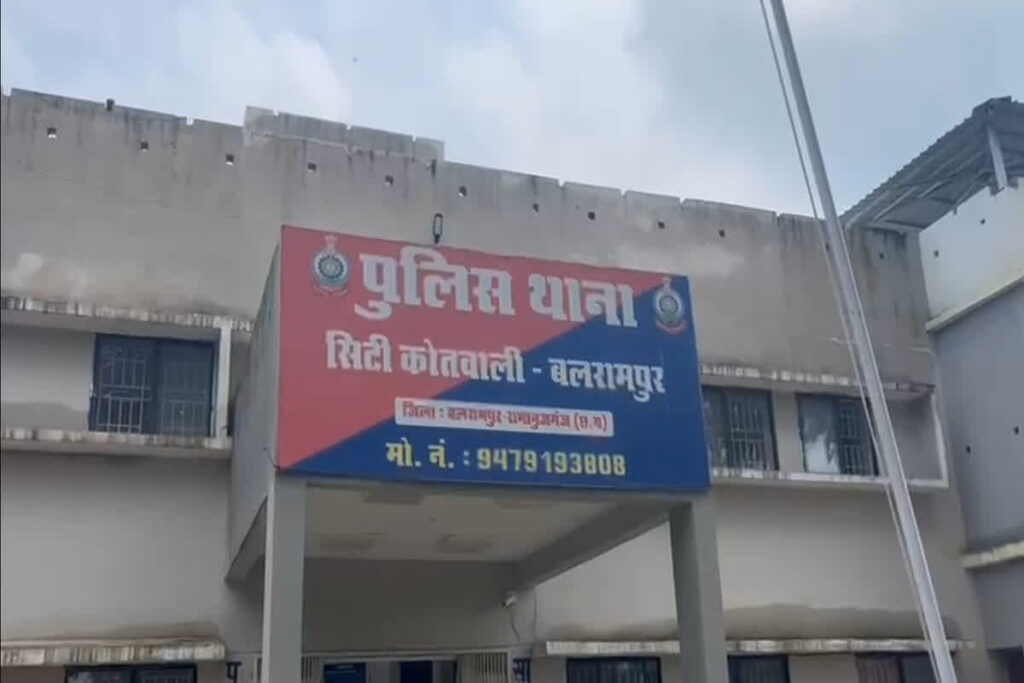 पुलिस थाना
सिटी कोतवाली - बलरामपुर
जिला : बलरामपुर-रामानुजगंज (छ.ग)
मो. नं. : 9479193808